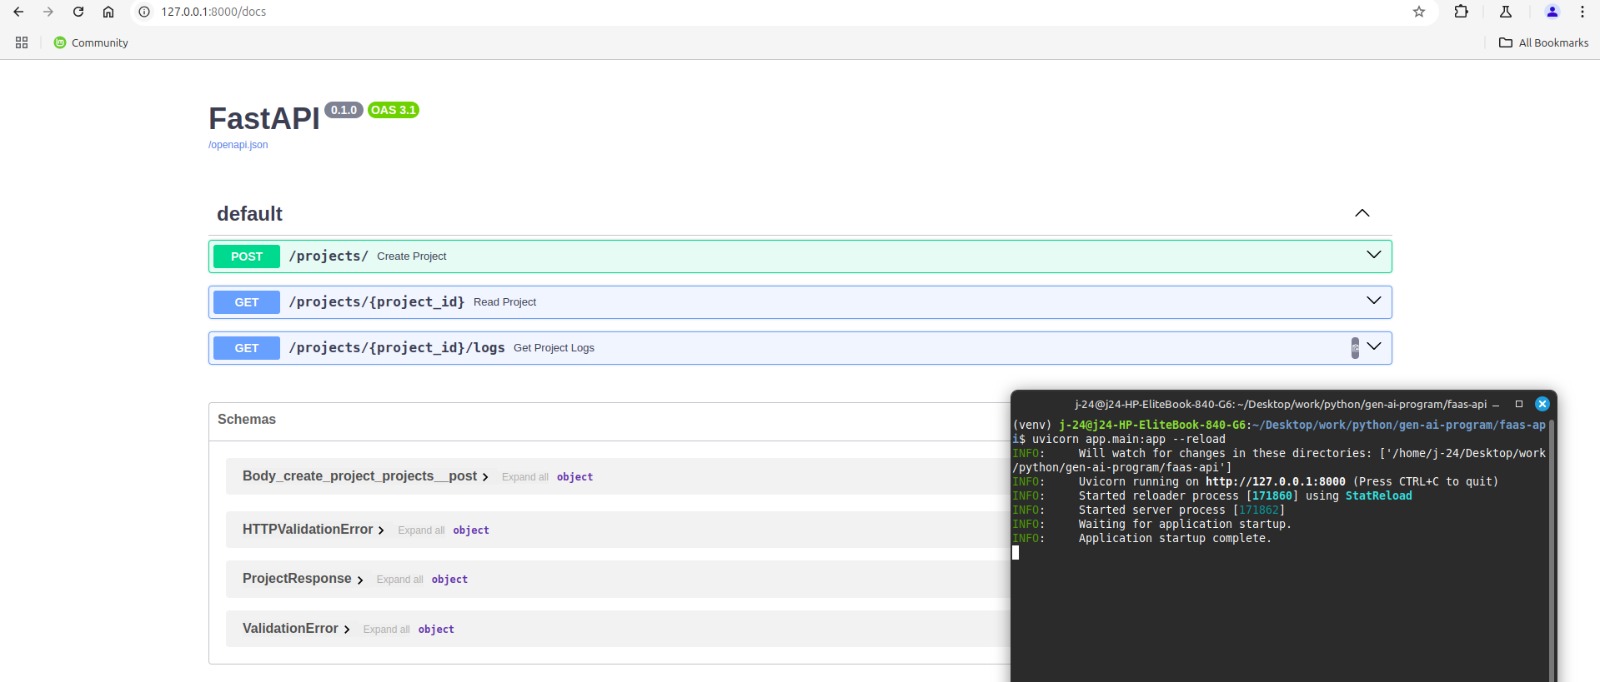 127.0.0.1:8000/docs
Community
All Bookmarks
FastAPI 0.1.0 OAS 3.1
/openapi.json
default
POST /projects/ Create Project
GET /projects/{project_id} Read Project
GET /projects/{project_id}/logs Get Project Logs
Schemas
Body_create_project_projects__post Expand all object
HTTPValidationError Expand all object
ProjectResponse Expand all object
ValidationError Expand all object
j-24@j24-HP-EliteBook-840-G6: ~/Desktop/work/python/gen-ai-program/faas-api
(venv) j-24@j24-HP-EliteBook-840-G6:~/Desktop/work/python/gen-ai-program/faas-ap
i$ uvicorn app.main:app --reload
INFO: Will watch for changes in these directories: ['/home/j-24/Desktop/work
/python/gen-ai-program/faas-api']
INFO: Uvicorn running on http://127.0.0.1:8000 (Press CTRL+C to quit)
INFO: Started reloader process [171860] using StatReload
INFO: Started server process [171862]
INFO: Waiting for application startup.
INFO: Application startup complete.